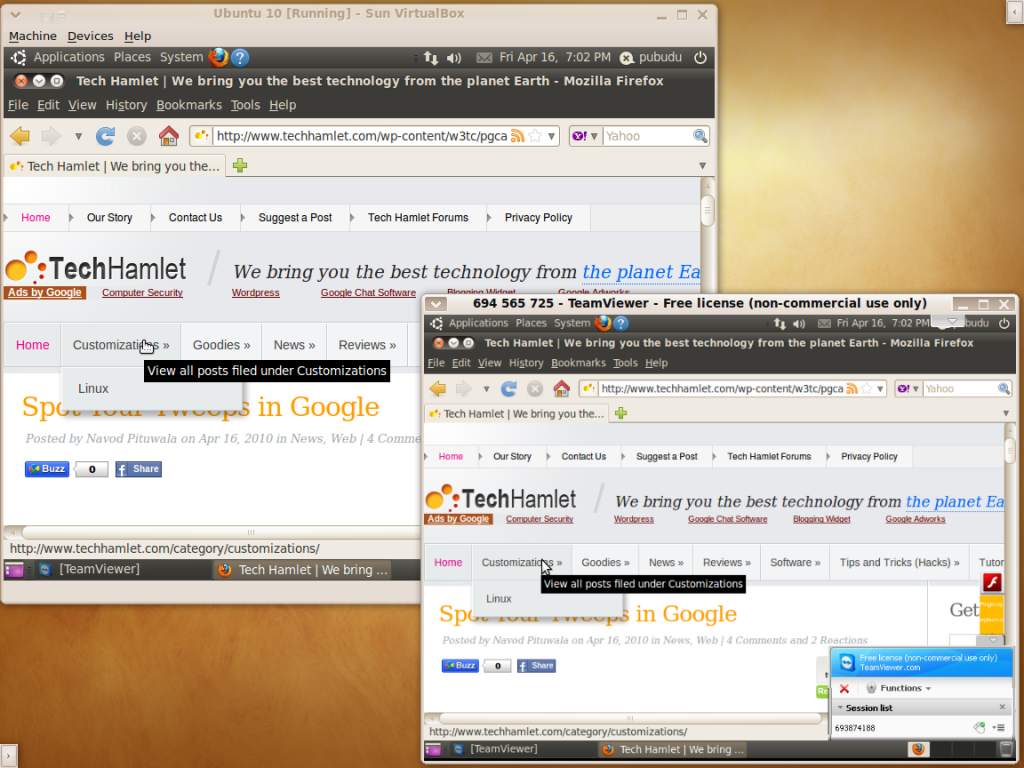 Ubuntu 10 [Running] - Sun VirtualBox
Machine Devices Help
Applications Places System ? Fri Apr 16, 7:02 PM pubudu
Tech Hamlet | We bring you the best technology from the planet Earth - Mozilla Firefox
File Edit View History Bookmarks Tools Help
http://www.techhamlet.com/wp-content/w3tc/pgca Y! Yahoo
Tech Hamlet | We bring you the...
Home Our Story Contact Us Suggest a Post Tech Hamlet Forums Privacy Policy
TechHamlet / We bring you the best technology from the planet Ea
Ads by Google Computer Security Wordpress Google Chat Software Blogging Widget Google Adworks
Home Customizations » Goodies » News » Reviews »
View all posts filed under Customizations
Linux
Spot Your Tweeps in Google
Posted by Navod Pituwala on Apr 16, 2010 in News, Web | 4 Comme
Buzz 0 Share
http://www.techhamlet.com/category/customizations/
[TeamViewer] Tech Hamlet | We bring ...
694 565 725 - TeamViewer - Free license (non-commercial use only)
Applications Places System ? Fri Apr 16, 7:02 PM budu
Tech Hamlet | We bring you the best technology from the planet Earth - Mozilla Firefox
File Edit View History Bookmarks Tools Help
http://www.techhamlet.com/wp-content/w3tc/pgca Y! Yahoo
Tech Hamlet | We bring you the...
Home Our Story Contact Us Suggest a Post Tech Hamlet Forums Privacy Policy
TechHamlet / We bring you the best technology from the planet Ea
Ads by Google Computer Security Wordpress Google Chat Software Blogging Widget Google Adworks
Home Customizations » Goodies » News » Reviews » Software » Tips and Tricks (Hacks) » Tutor
View all posts filed under Customizations
Linux
Spot Your Tweeps in Google
Get
Posted by Navod Pituwala on Apr 16, 2010 in News, Web | 4 Comments and 2 Reactions
Buzz 0 Share
Free license (non-commercial use only)
TeamViewer.com
Functions
Session list
693874188
http://www.techhamlet.com/category/customizations/
[TeamViewer] Tech Hamlet | We bring ...